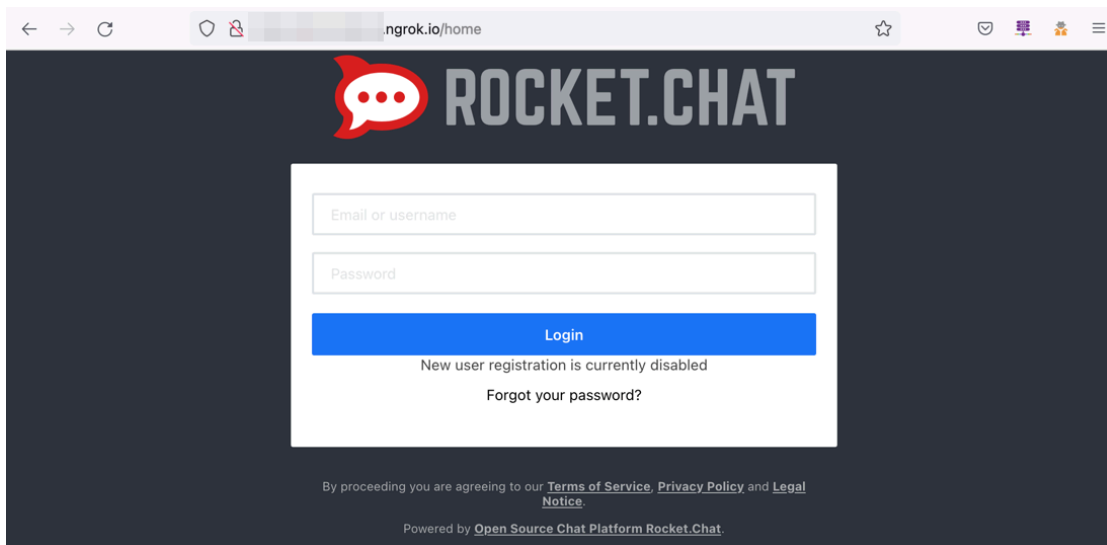 .ngrok.io/home
ROCKET.CHAT
Email or username
Password
Login
New user registration is currently disabled
Forgot your password?
By proceeding you are agreeing to our Terms of Service, Privacy Policy and Legal
Notice.
Powered by Open Source Chat Platform Rocket.Chat.